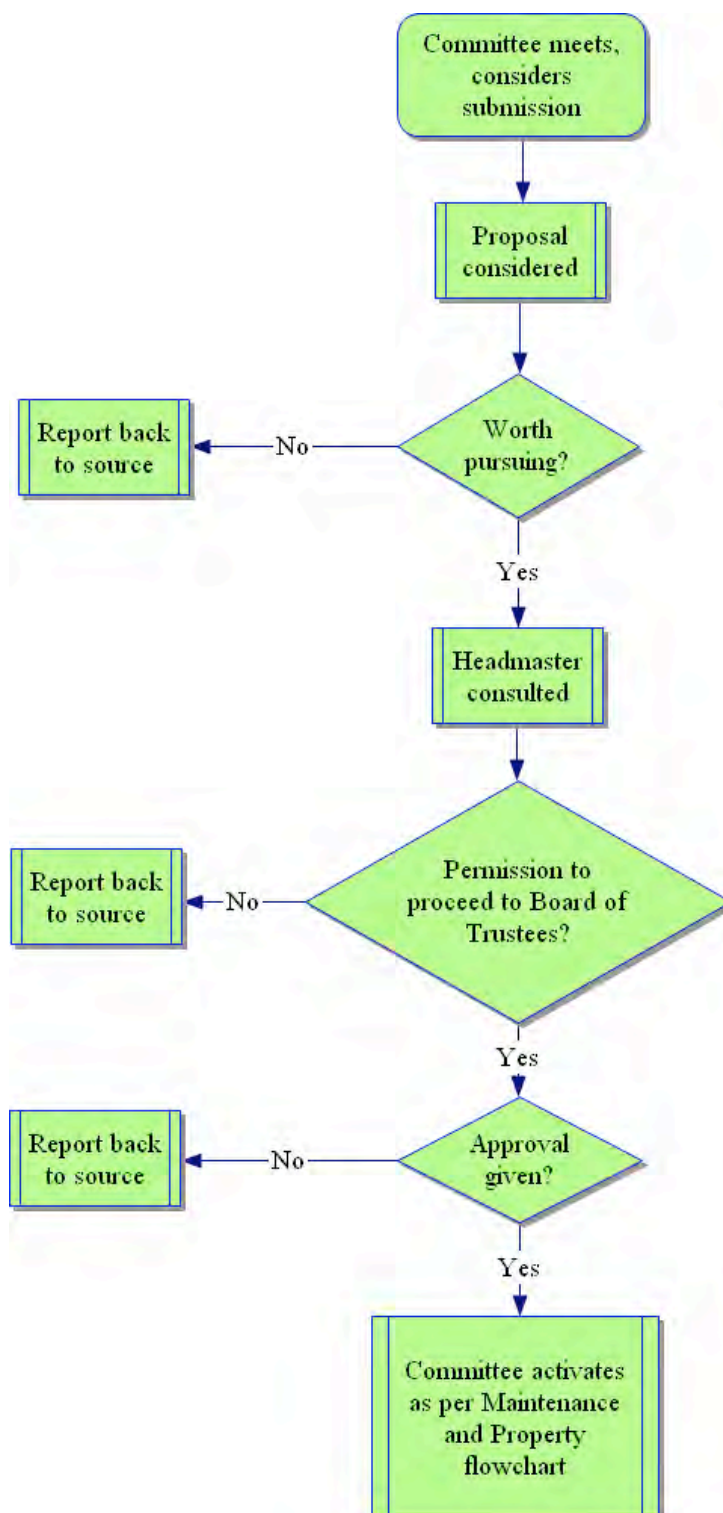 Committee meets,
considers
submission
Proposal
considered
Worth
pursuing?
No
Report back
to source
Yes
Headmaster
consulted
Permission to
proceed to Board of
Trustees?
No
Report back
to source
Yes
Approval
given?
No
Report back
to source
Yes
Committee activates
as per Maintenance
and Property
flowchart